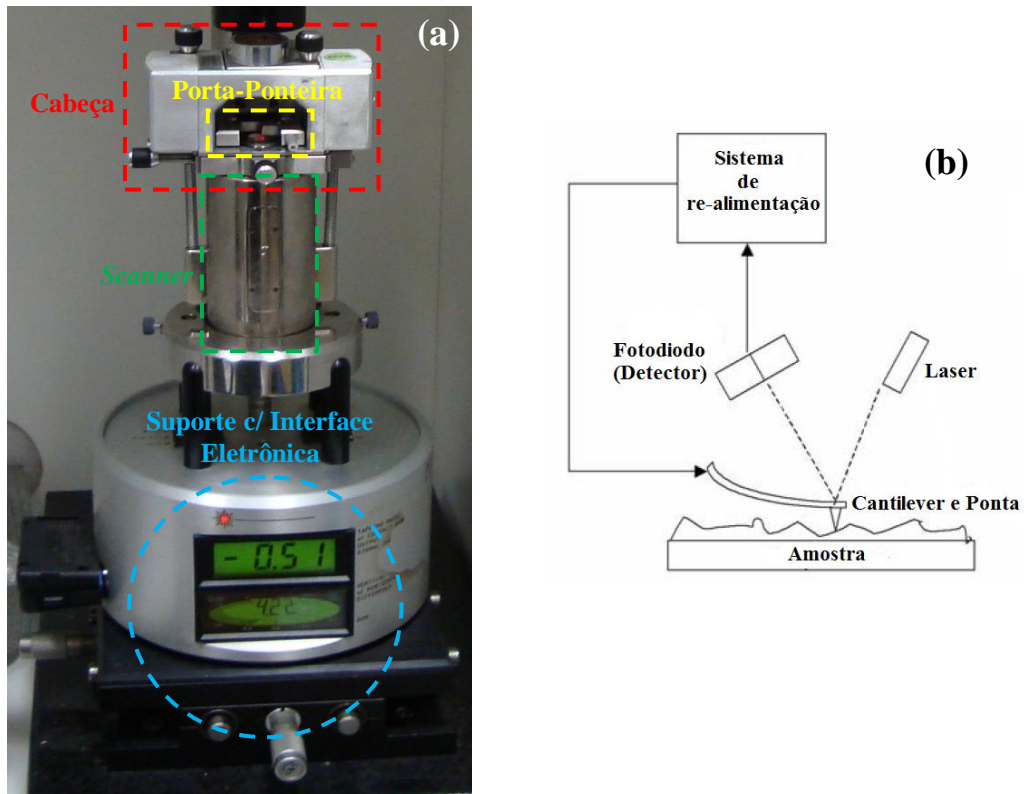 (a)
Porta-Ponteira
Cabeça
Scanner
Suporte c/ Interface
Eletrônica
- 0.51
4.22
(b)
Sistema
de
re-alimentação
Fotodiodo
(Detector)
Laser
Cantilever e Ponta
Amostra